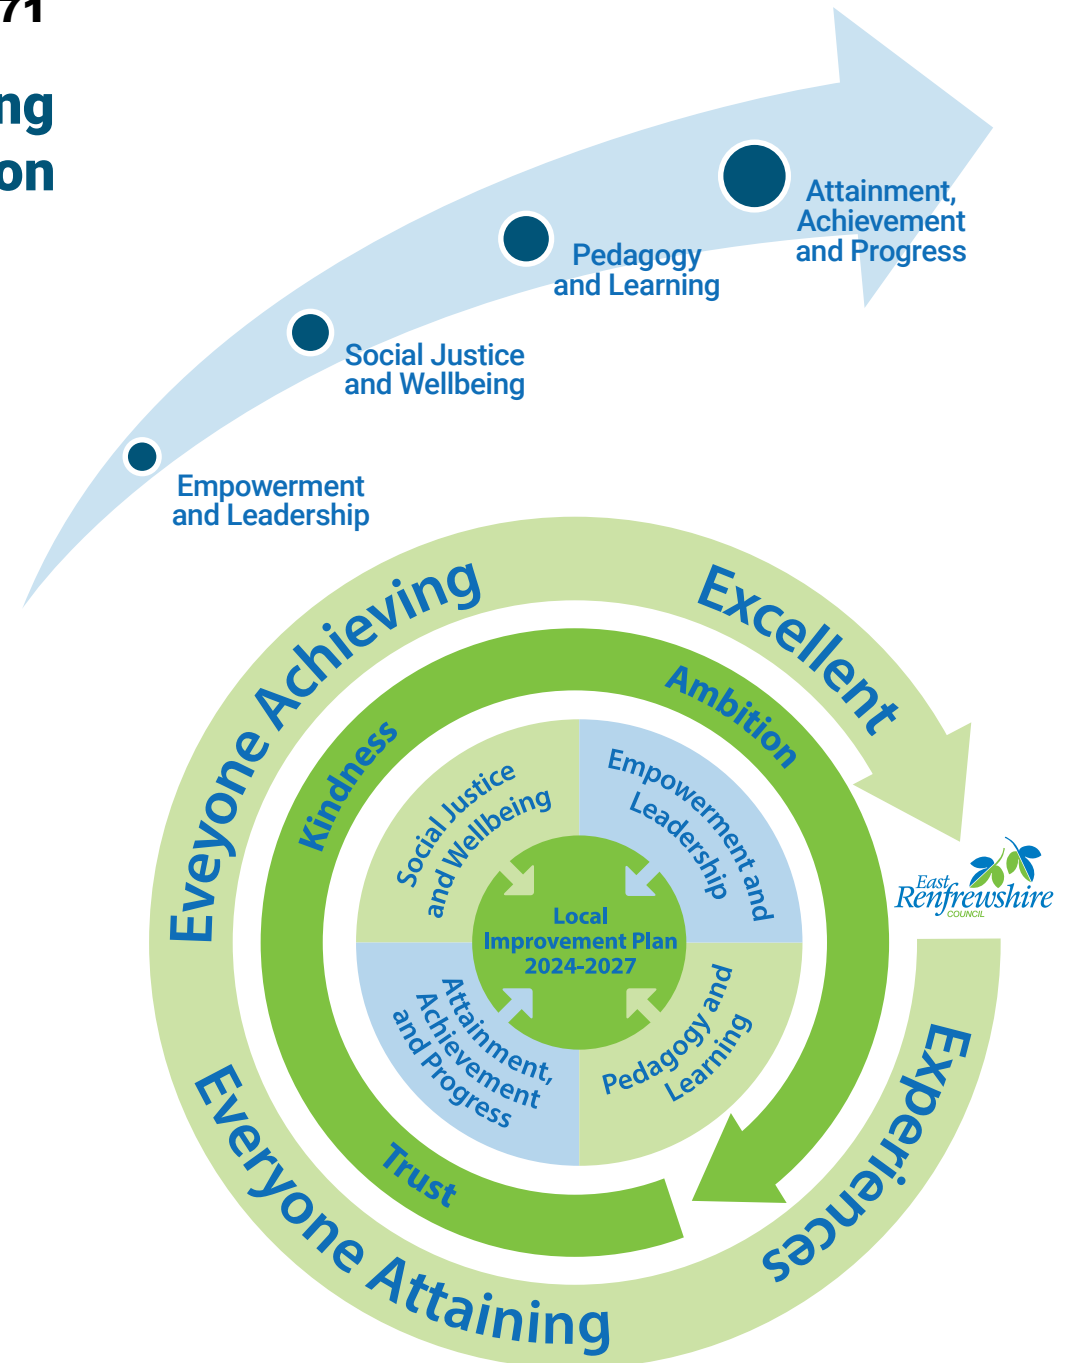 71
ng
on
Attainment,
Achievement
and Progress
Pedagogy
and Learning
Social Justice
and Wellbeing
Empowerment
and Leadership
Eveyone Achieving
Excellent
Experiences
Everyone Attaining
Kindness
Ambition
Trust
Social Justice
and Wellbeing
Empowerment and
Leadership
Pedagogy and
Learning
Attainment,
Achievement
and Progress
Local
Improvement Plan
2024-2027
East
Renfrewshire
COUNCIL